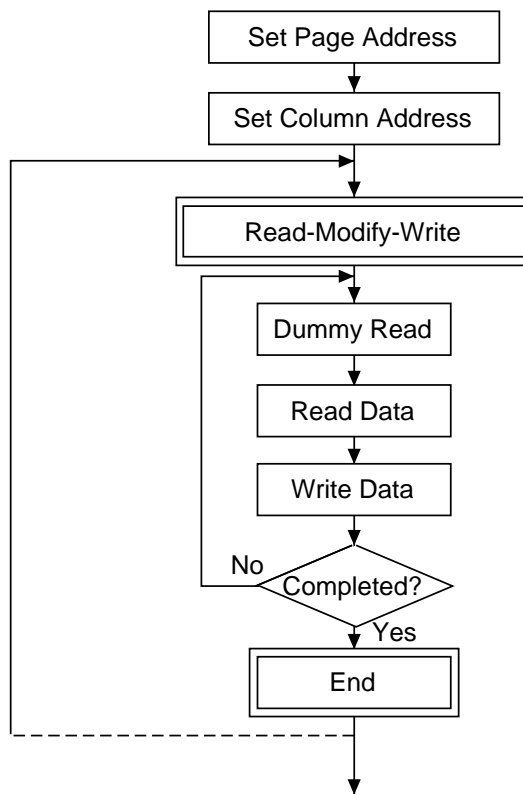 Set Page Address
Set Column Address
Read-Modify-Write
Dummy Read
Read Data
Write Data
No
Completed?
Yes
End